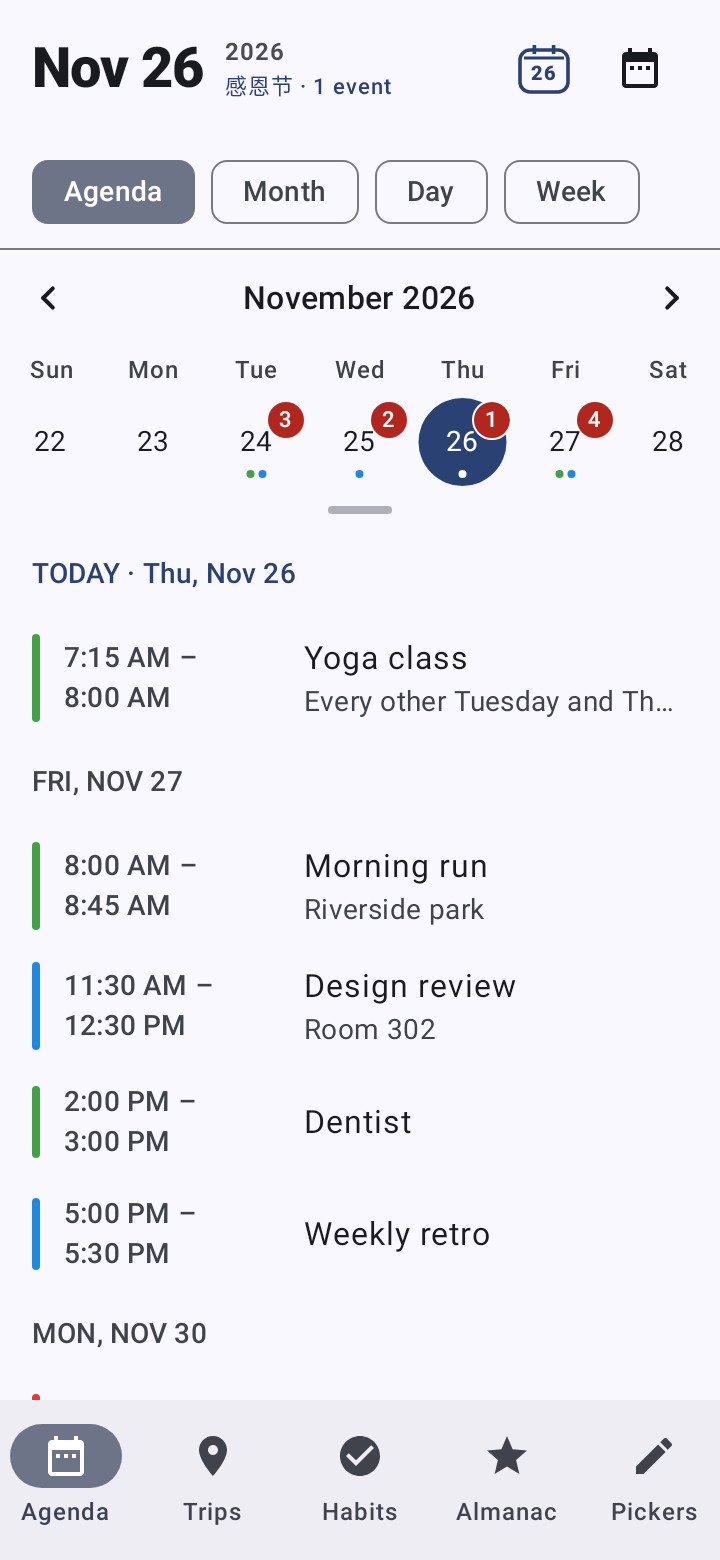 Nov 26
2026
感恩节 · 1 event
26
Agenda
Month
Day
Week
November 2026
Sun Mon Tue Wed Thu Fri Sat
3 2 1 4
22 23 24 25 26 27 28
TODAY · Thu, Nov 26
7:15 AM –
8:00 AM
Yoga class
Every other Tuesday and Th…
FRI, NOV 27
8:00 AM –
8:45 AM
Morning run
Riverside park
11:30 AM –
12:30 PM
Design review
Room 302
2:00 PM –
3:00 PM
Dentist
5:00 PM –
5:30 PM
Weekly retro
MON, NOV 30
Agenda
Trips
Habits
Almanac
Pickers